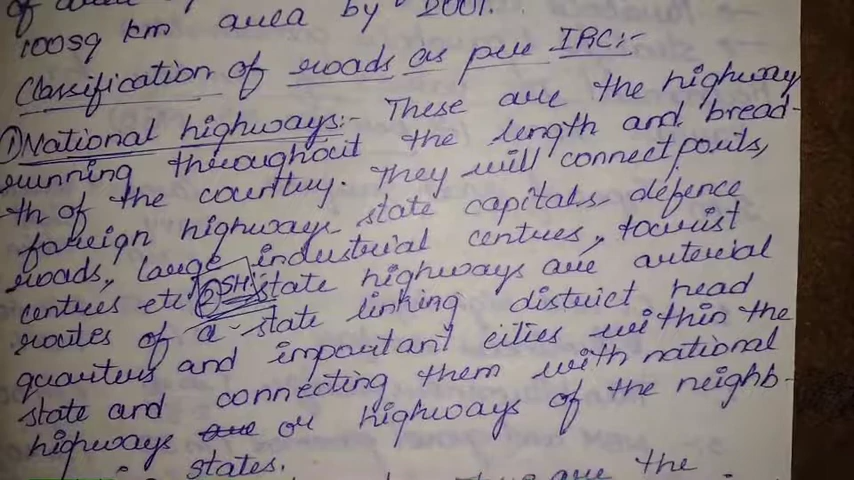 100sq km area by 2001.
Classification of roads as per IRC:-
① National highways:- These are the highway
running throughout the length and bread-
th of the country. They will connect ports,
foreign highways state capitals defence
roads, large industrial centres, tourist
centres etc. ② SH state highways are arterial
routes of a state linking district head
quarters and important cities within the
state and connecting them with national
highways or highways of the neighb-
states.
are the